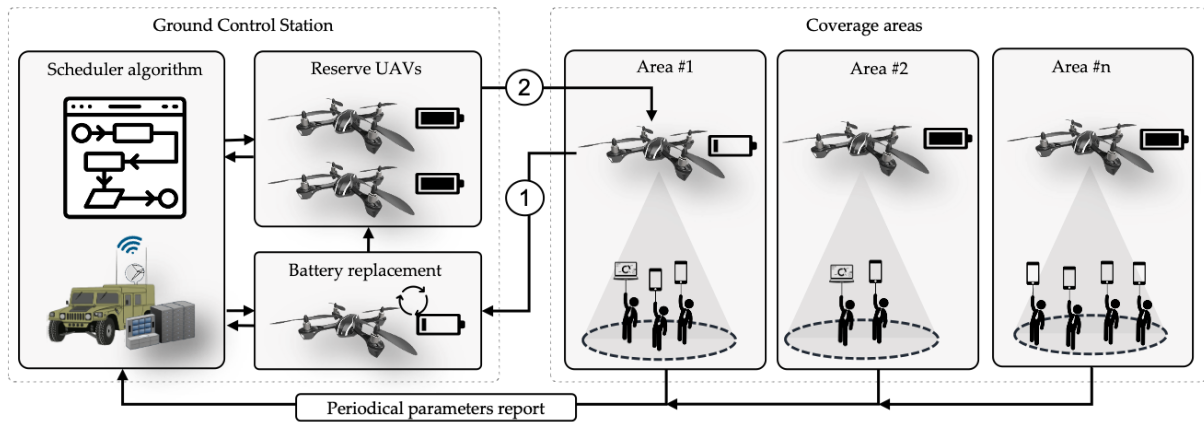 Ground Control Station
Coverage areas
Scheduler algorithm
Reserve UAVs
2
Area #1
Area #2
Area #n
1
Battery replacement
Periodical parameters report